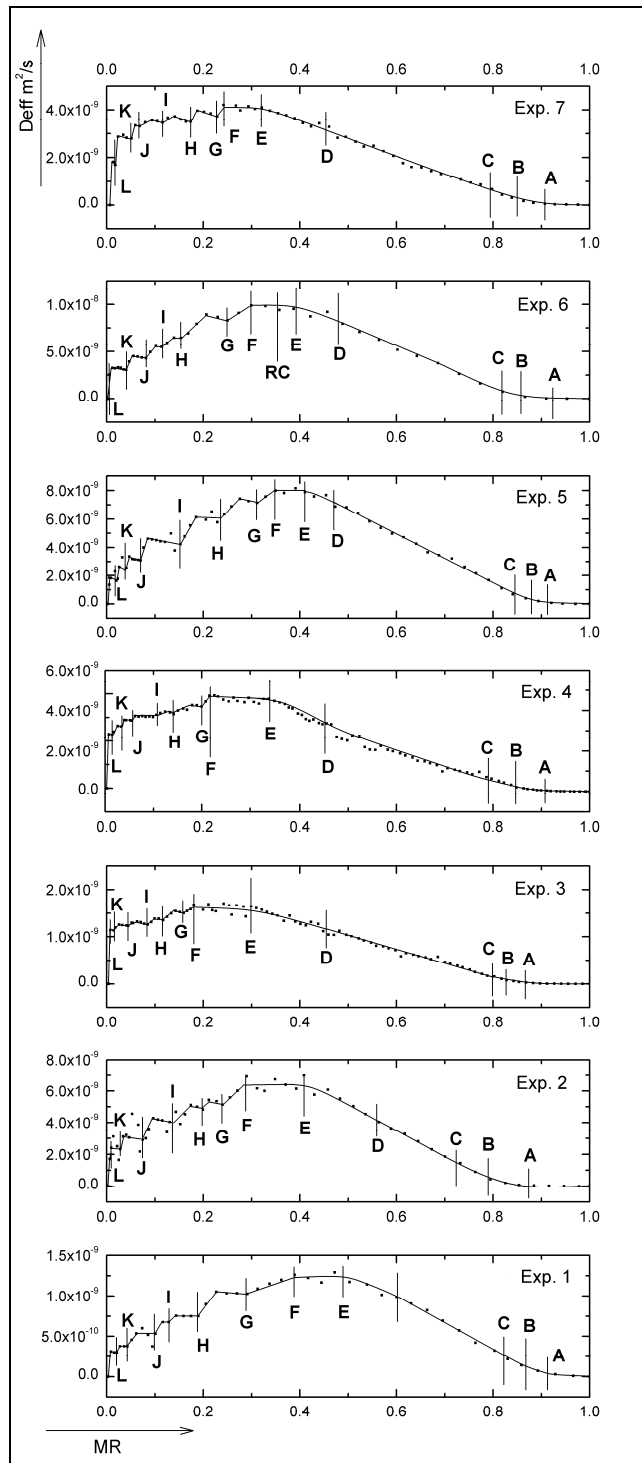 Deff m²/s
0.0 0.2 0.4 0.6 0.8 1.0
Exp. 7
4.0x10⁻⁹
2.0x10⁻⁹
0.0
K I J H G F E D C B A L
0.0 0.2 0.4 0.6 0.8 1.0
Exp. 6
1.0x10⁻⁸
5.0x10⁻⁹
0.0
K I J H G F RC E D C B A L
0.0 0.2 0.4 0.6 0.8 1.0
Exp. 5
8.0x10⁻⁹
6.0x10⁻⁹
4.0x10⁻⁹
2.0x10⁻⁹
0.0
K I J H G F E D C B A L
0.0 0.2 0.4 0.6 0.8 1.0
Exp. 4
6.0x10⁻⁹
4.0x10⁻⁹
2.0x10⁻⁹
0.0
K I L J H G F E D C B A
0.0 0.2 0.4 0.6 0.8 1.0
Exp. 3
2.0x10⁻⁹
1.0x10⁻⁹
0.0
K I L J H G F E D C B A
0.0 0.2 0.4 0.6 0.8 1.0
Exp. 2
8.0x10⁻⁹
6.0x10⁻⁹
4.0x10⁻⁹
2.0x10⁻⁹
0.0
K I L J H G F E D C B A
0.0 0.2 0.4 0.6 0.8 1.0
Exp. 1
1.5x10⁻⁹
1.0x10⁻⁹
5.0x10⁻¹⁰
0.0
K I L J H G F E C B A
0.0 0.2 0.4 0.6 0.8 1.0
MR